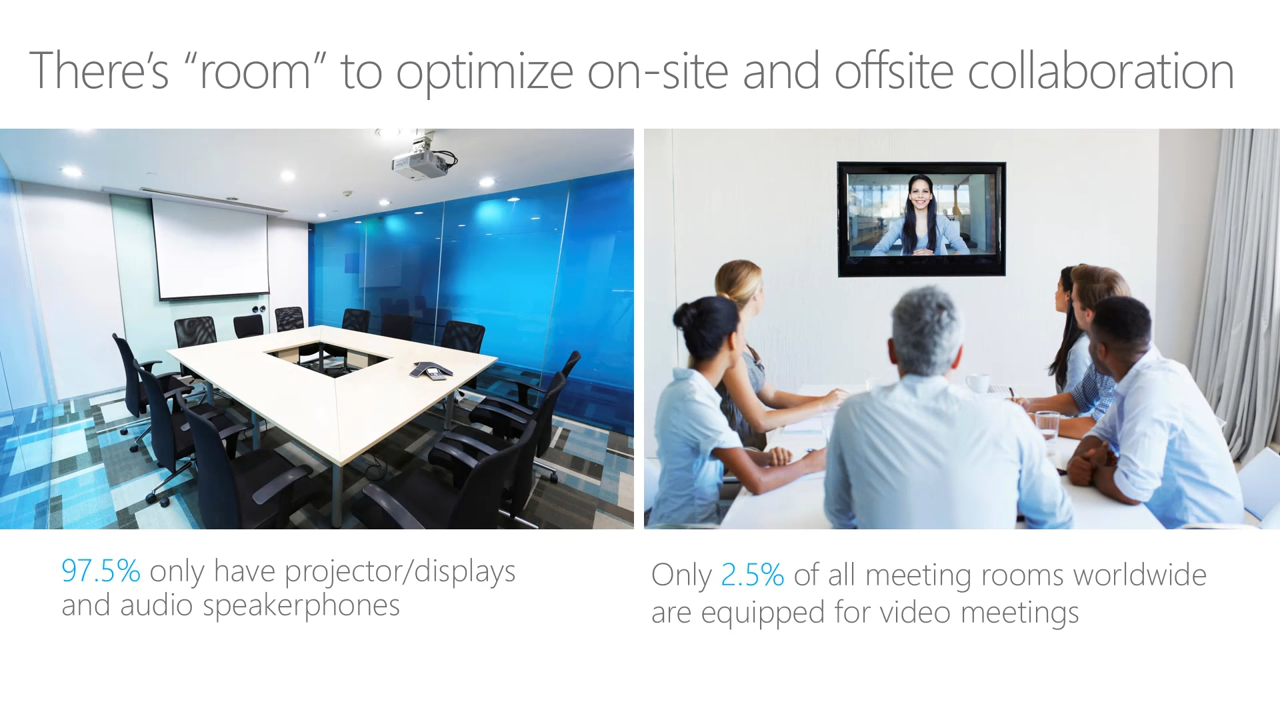 There’s “room” to optimize on-site and offsite collaboration
97.5% only have projector/displays
and audio speakerphones
Only 2.5% of all meeting rooms worldwide
are equipped for video meetings